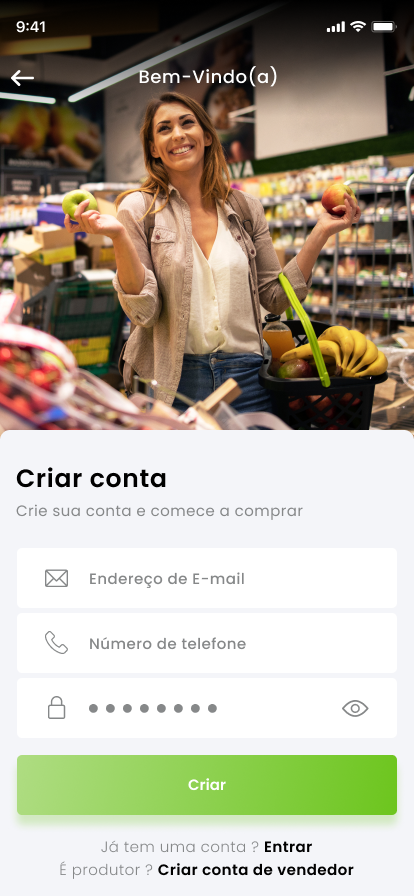 9:41
Bem-Vindo(a)
Criar conta
Crie sua conta e comece a comprar
Endereço de E-mail
Número de telefone
Criar
Já tem uma conta ? Entrar
É produtor ? Criar conta de vendedor